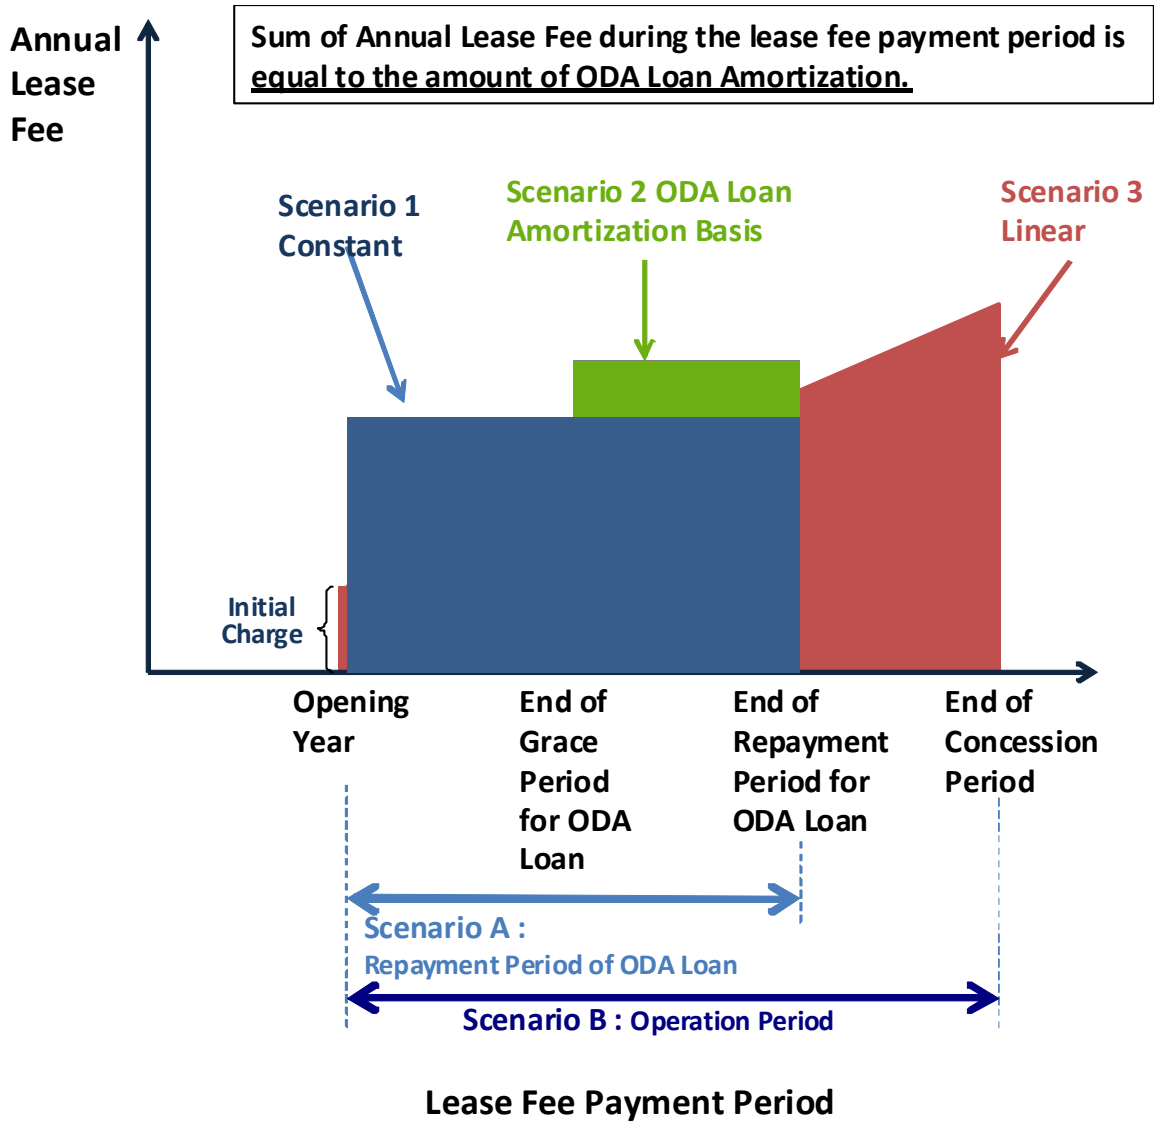 Annual
Lease
Fee
Sum of Annual Lease Fee during the lease fee payment period is
equal to the amount of ODA Loan Amortization.
Scenario 1
Constant
Scenario 2 ODA Loan
Amortization Basis
Scenario 3
Linear
Initial
Charge
Opening
Year
End of
Grace
Period
for ODA
Loan
End of
Repayment
Period for
ODA Loan
End of
Concession
Period
Scenario A :
Repayment Period of ODA Loan
Scenario B : Operation Period
Lease Fee Payment Period